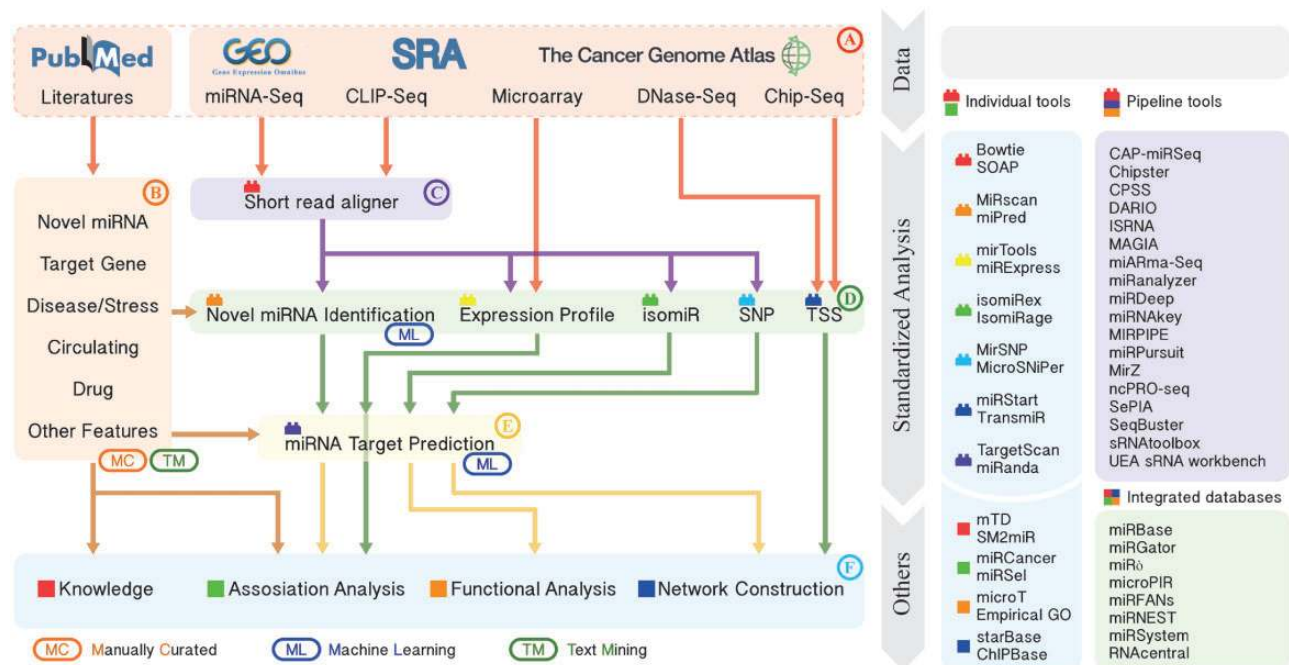 PubMed
Literatures
GEO
Gene Expression Omnibus
SRA
The Cancer Genome Atlas
A
miRNA-Seq
CLIP-Seq
Microarray
DNase-Seq
Chip-Seq
B
Novel miRNA
Target Gene
Disease/Stress
Circulating
Drug
Other Features
MC
TM
C
Short read aligner
D
Novel miRNA Identification
ML
Expression Profile
isomiR
SNP
TSS
E
miRNA Target Prediction
ML
F
Knowledge
Assosiation Analysis
Functional Analysis
Network Construction
MC Manually Curated
ML Machine Learning
TM Text Mining
Data
Standardized Analysis
Others
Individual tools
Bowtie
SOAP
MiRscan
miPred
mirTools
miRExpress
isomiRex
IsomiRage
MirSNP
MicroSNiPer
miRStart
TransmiR
TargetScan
miRanda
mTD
SM2miR
miRCancer
miRSel
microT
Empirical GO
starBase
ChIPBase
Pipeline tools
CAP-miRSeq
Chipster
CPSS
DARIO
ISRNA
MAGIA
miARma-Seq
miRanalyzer
miRDeep
miRNAkey
MIRPIPE
miRPursuit
MirZ
ncPRO-seq
SePIA
SeqBuster
sRNAtoolbox
UEA sRNA workbench
Integrated databases
miRBase
miRGator
miRδ
microPIR
miRFANs
miRNEST
miRSystem
RNAcentral